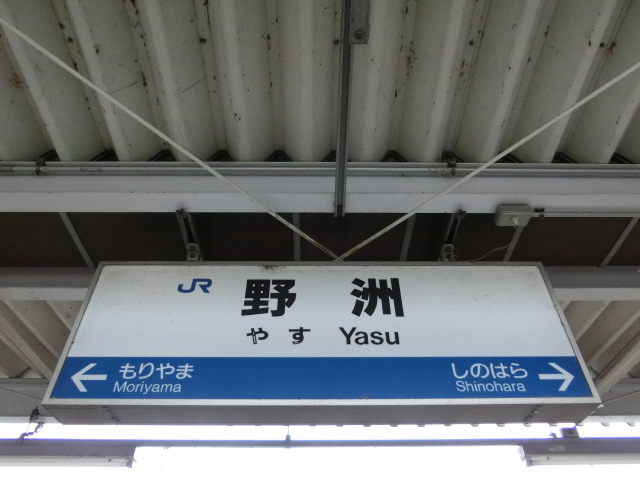 JR 野洲
やす Yasu
← もりやま しのはら →
Moriyama Shinohara